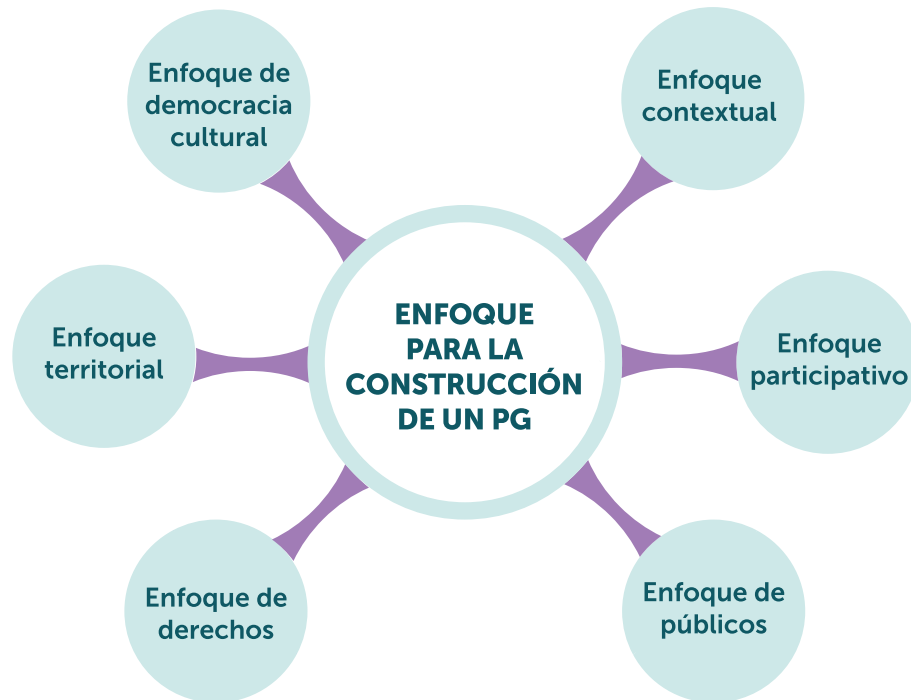 Enfoque de
democracia
cultural
Enfoque
contextual
Enfoque
territorial
ENFOQUE
PARA LA
CONSTRUCCIÓN
DE UN PG
Enfoque
participativo
Enfoque de
derechos
Enfoque de
públicos